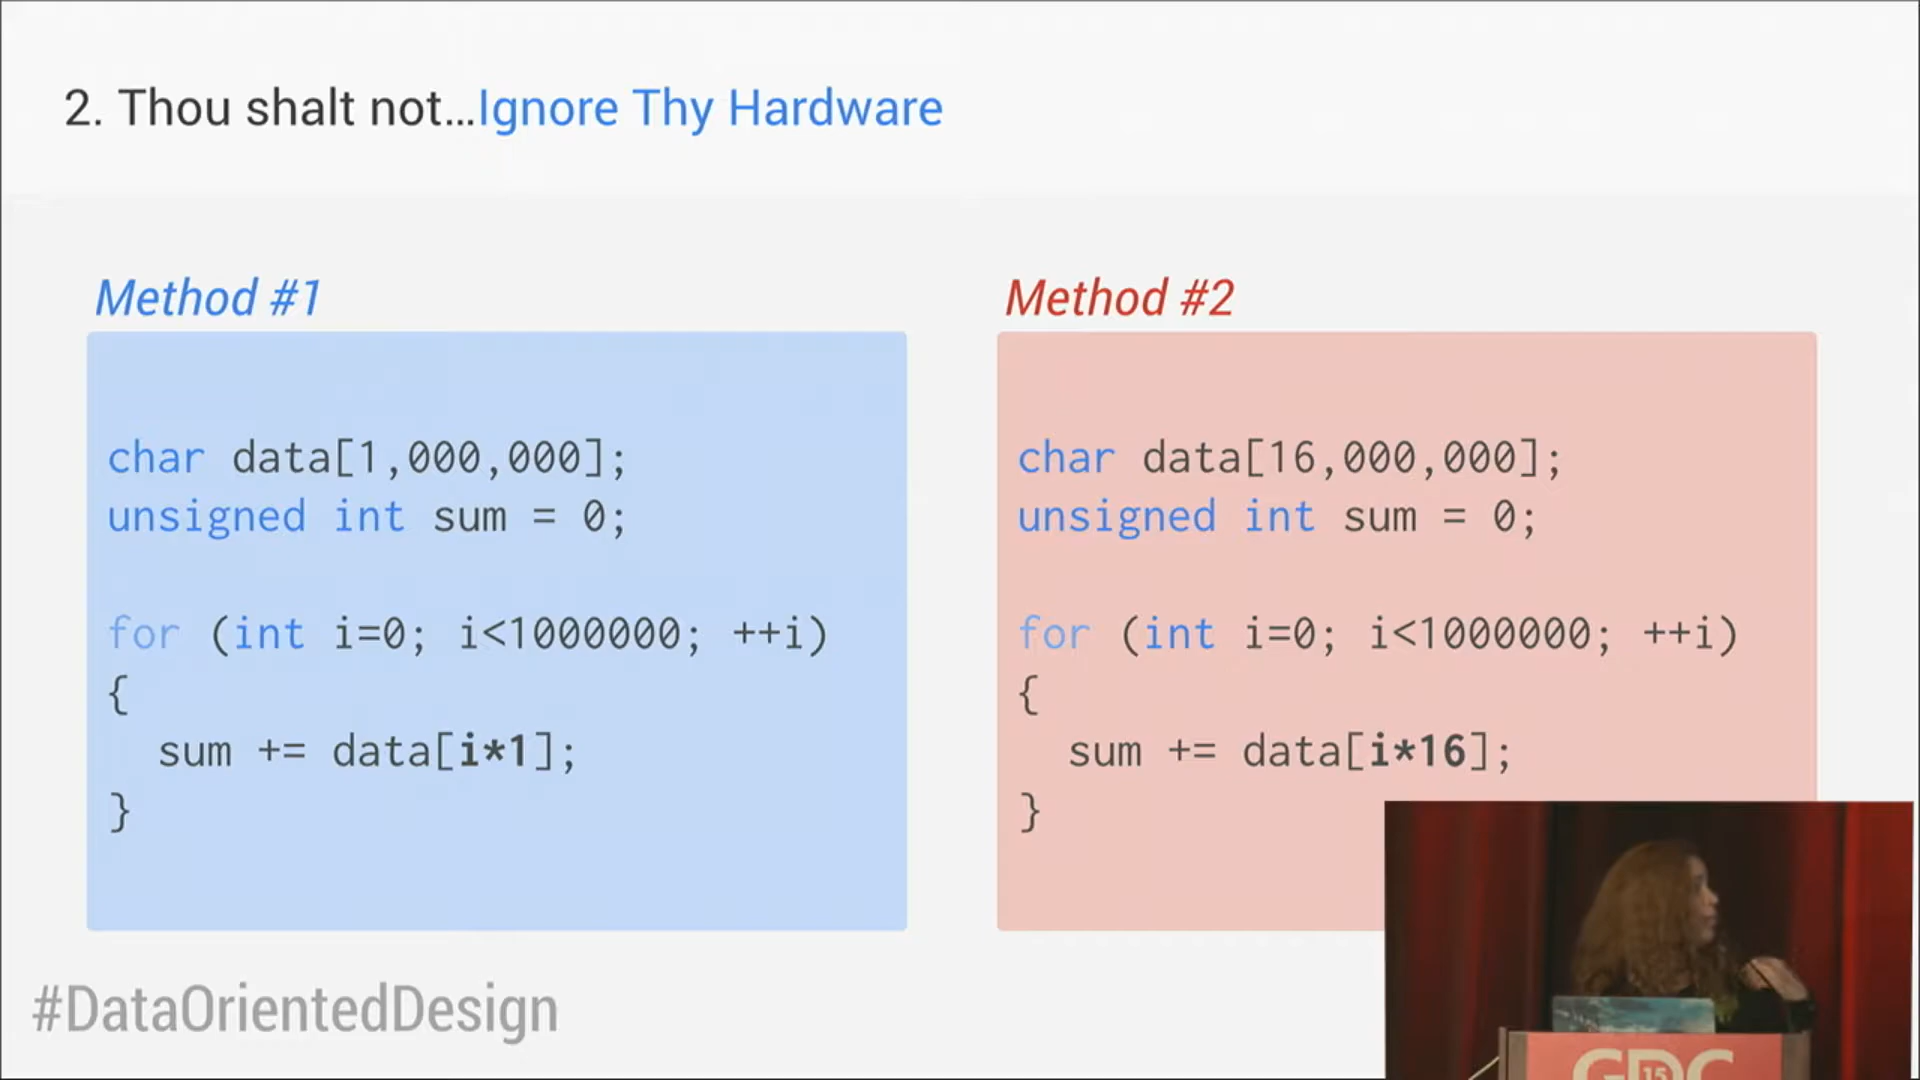 2. Thou shalt not…Ignore Thy Hardware
Method #1
char data[1,000,000];
unsigned int sum = 0;
for (int i=0; i<1000000; ++i)
{
sum += data[i*1];
}
Method #2
char data[16,000,000];
unsigned int sum = 0;
for (int i=0; i<1000000; ++i)
{
sum += data[i*16];
}
#DataOrientedDesign
GDC
15